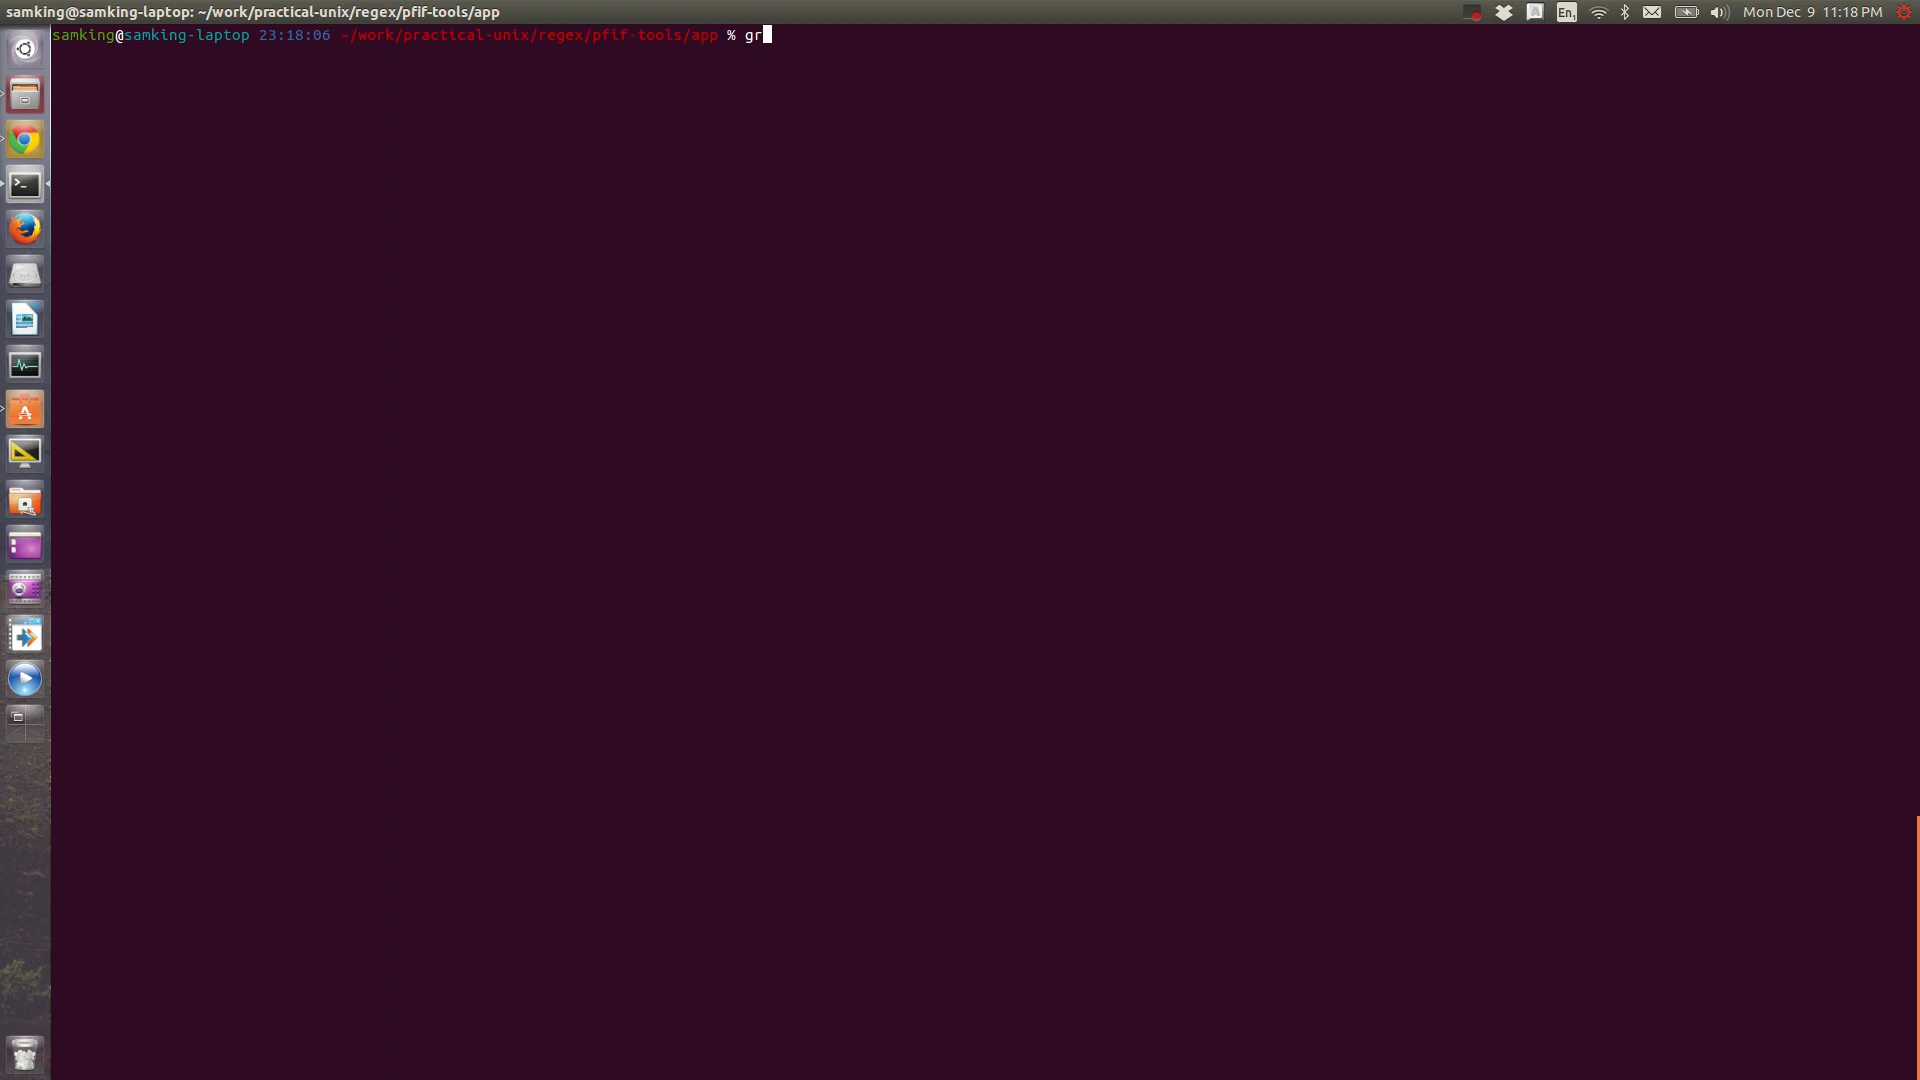 samking@samking-laptop: ~/work/practical-unix/regex/pfif-tools/app
En1
Mon Dec 9 11:18 PM
samking@samking-laptop 23:18:06 ~/work/practical-unix/regex/pfif-tools/app % gr